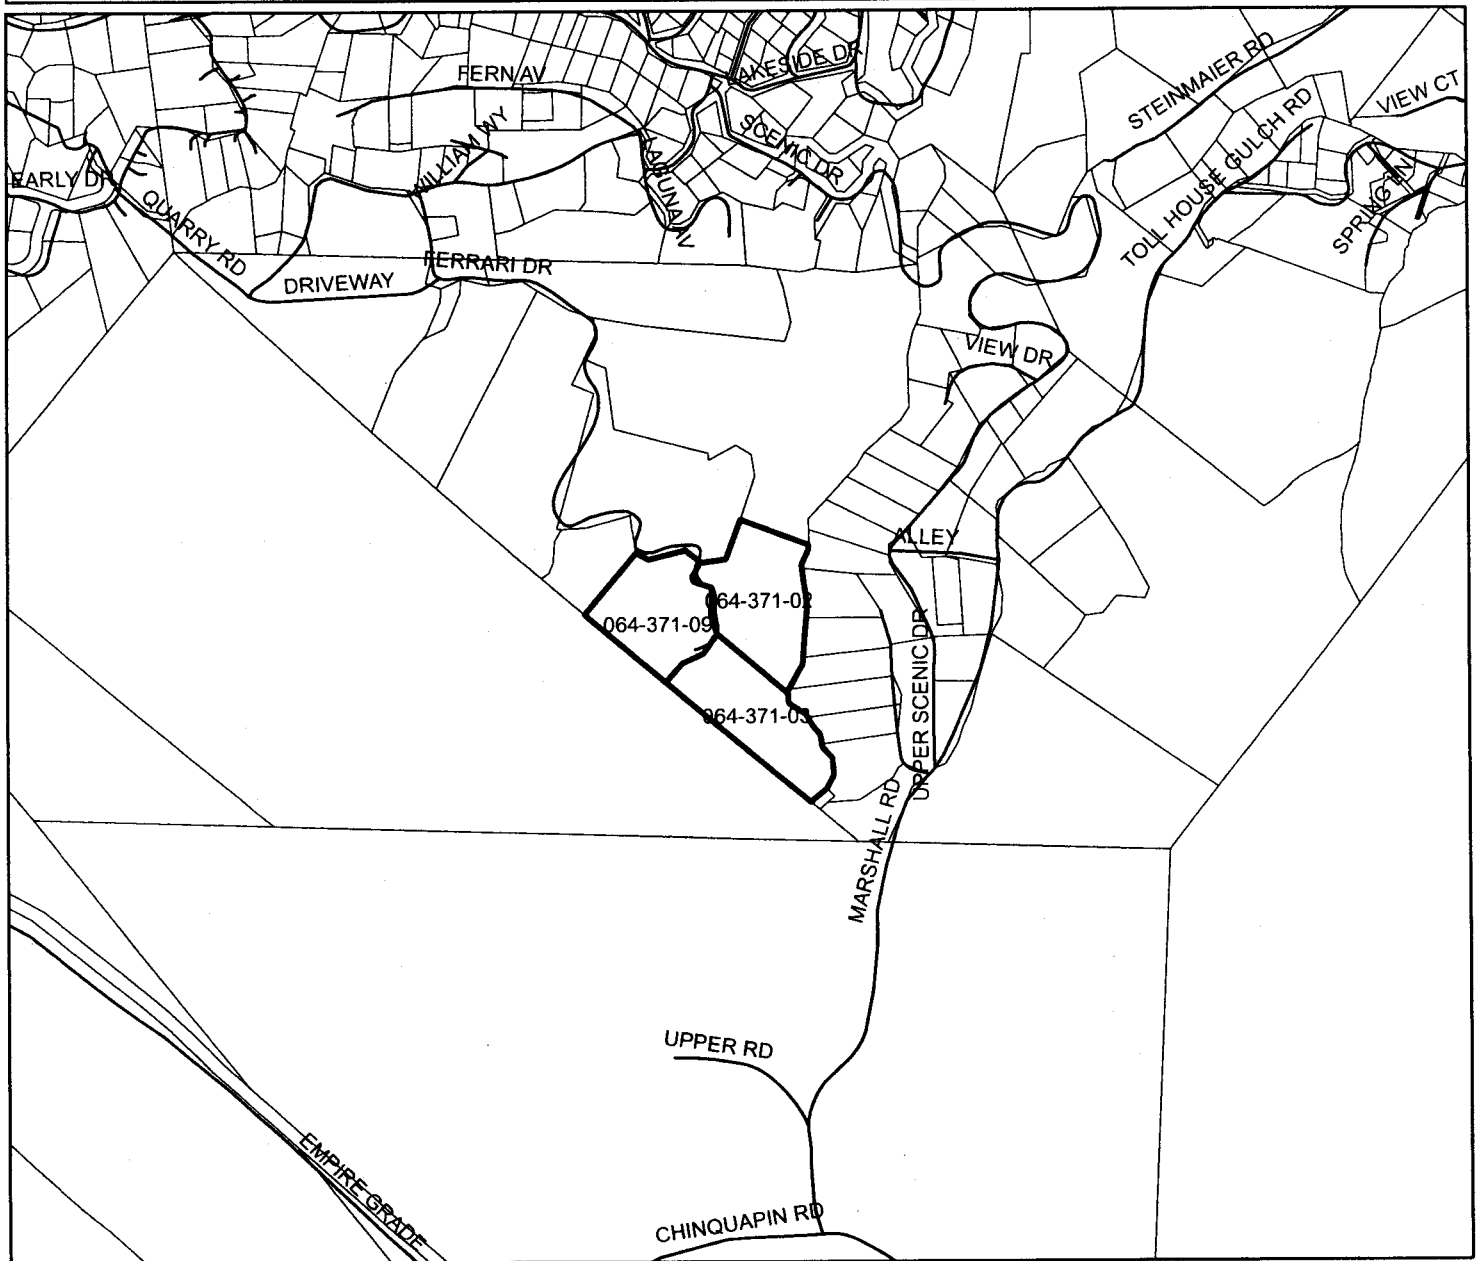 STEINMAIER RD
FERN AV
LAKESIDE DR
VIEW CT
TOLL HOUSE GULCH RD
WILLIAM WY
SCENIC DR
EARLY DR
LAGUNA AV
SPRING LN
QUARRY RD
FERRARI DR
DRIVEWAY
VIEW DR
ALLEY
064-371-02
064-371-09
UPPER SCENIC DR
064-371-03
MARSHALL RD
UPPER RD
EMPIRE GRADE
CHINQUAPIN RD